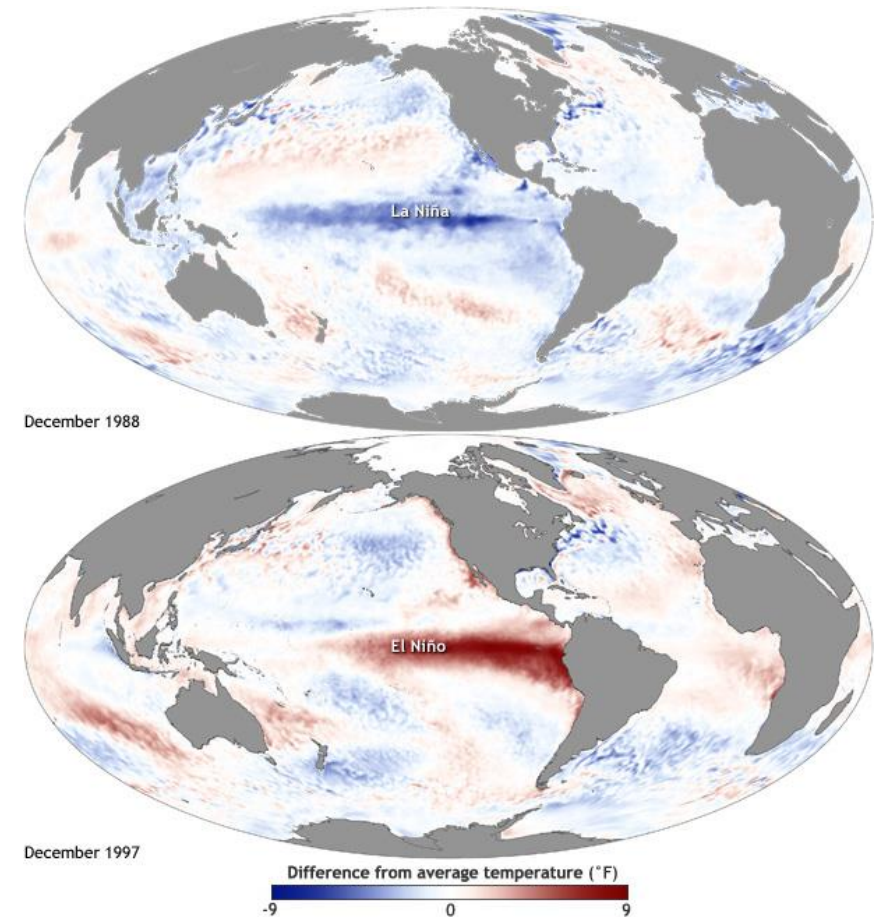 La Niña
December 1988
El Niño
December 1997
Difference from average temperature (°F)
-9 0 9